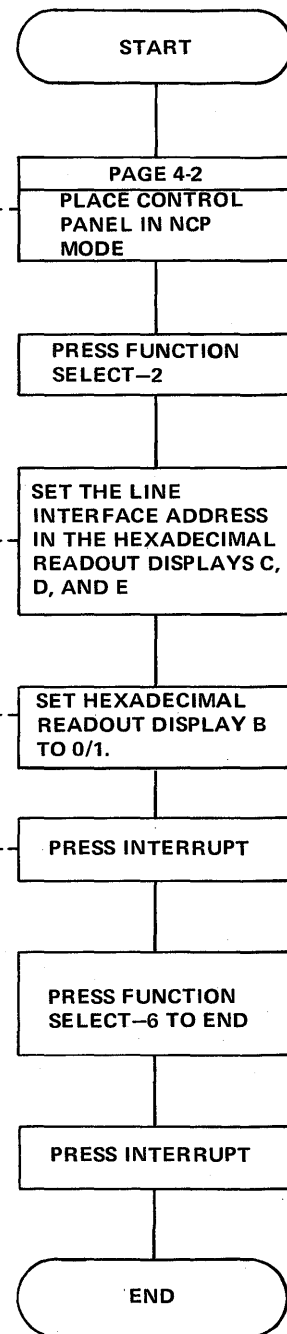 START
PAGE 4-2
PLACE CONTROL
PANEL IN NCP
MODE
PRESS FUNCTION
SELECT–2
SET THE LINE
INTERFACE ADDRESS
IN THE HEXADECIMAL
READOUT DISPLAYS C,
D, AND E
SET HEXADECIMAL
READOUT DISPLAY B
TO 0/1.
PRESS INTERRUPT
PRESS FUNCTION
SELECT–6 TO END
PRESS INTERRUPT
END